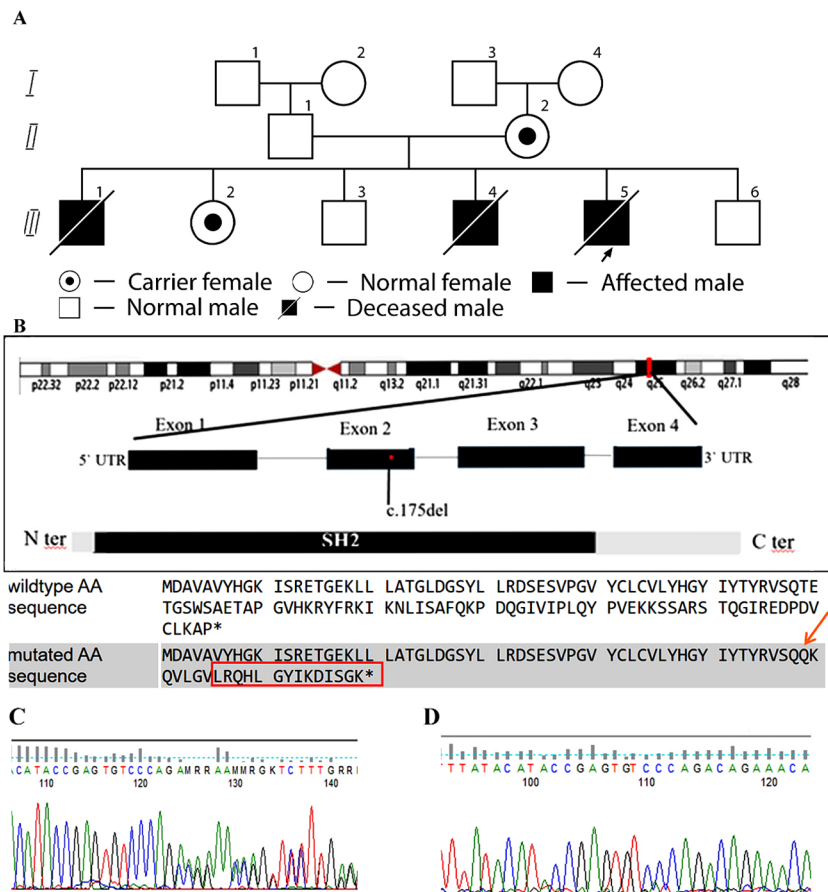 A
1 2 3 4
I
1 2
II
1 2 3 4 5 6
III
— Carrier female — Normal female — Affected male
— Normal male — Deceased male
B
p22.32 p22.2 p22.12 p21.2 p11.4 p11.23 p11.21 q11.2 q13.2 q21.1 q21.31 q22.1 q23 q24 q25 q26.2 q27.1 q28
Exon 1 Exon 2 Exon 3 Exon 4
5` UTR 3` UTR
c.175del
N ter SH2 C ter
wildtype AA MDAVAVYHGK ISRETGEKLL LATGLDGSYL LRDSESVPGV YCLCVLYHGY IYTYRVSQTE
sequence TGSWSAETAP GVHKRYFRKI KNLISAFQKP DQGIVIPLQY PVEKKSSARS TQGIREDPDV
CLKAP*
mutated AA MDAVAVYHGK ISRETGEKLL LATGLDGSYL LRDSESVPGV YCLCVLYHGY IYTYRVSQQK
sequence QVLGVLRQHL GYIKDISGK*
C D
CATACCGAGTGTCCCAGAMRRAAMMRGKTCTTTGRR
110 120 130 140
TTATACATACCGAGTGTCCCAGACAGAAACA
100 110 120